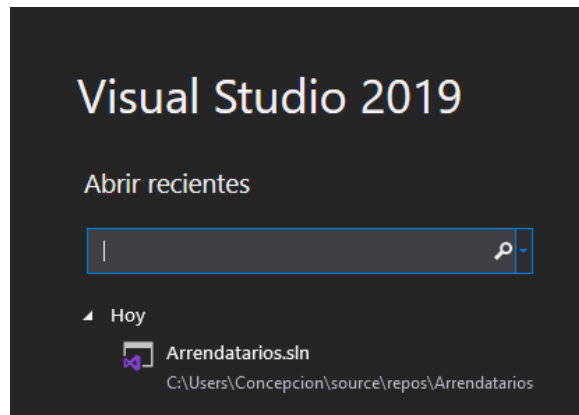 Visual Studio 2019
Abrir recientes
Hoy
Arrendatarios.sln
C:\Users\Concepcion\source\repos\Arrendatarios